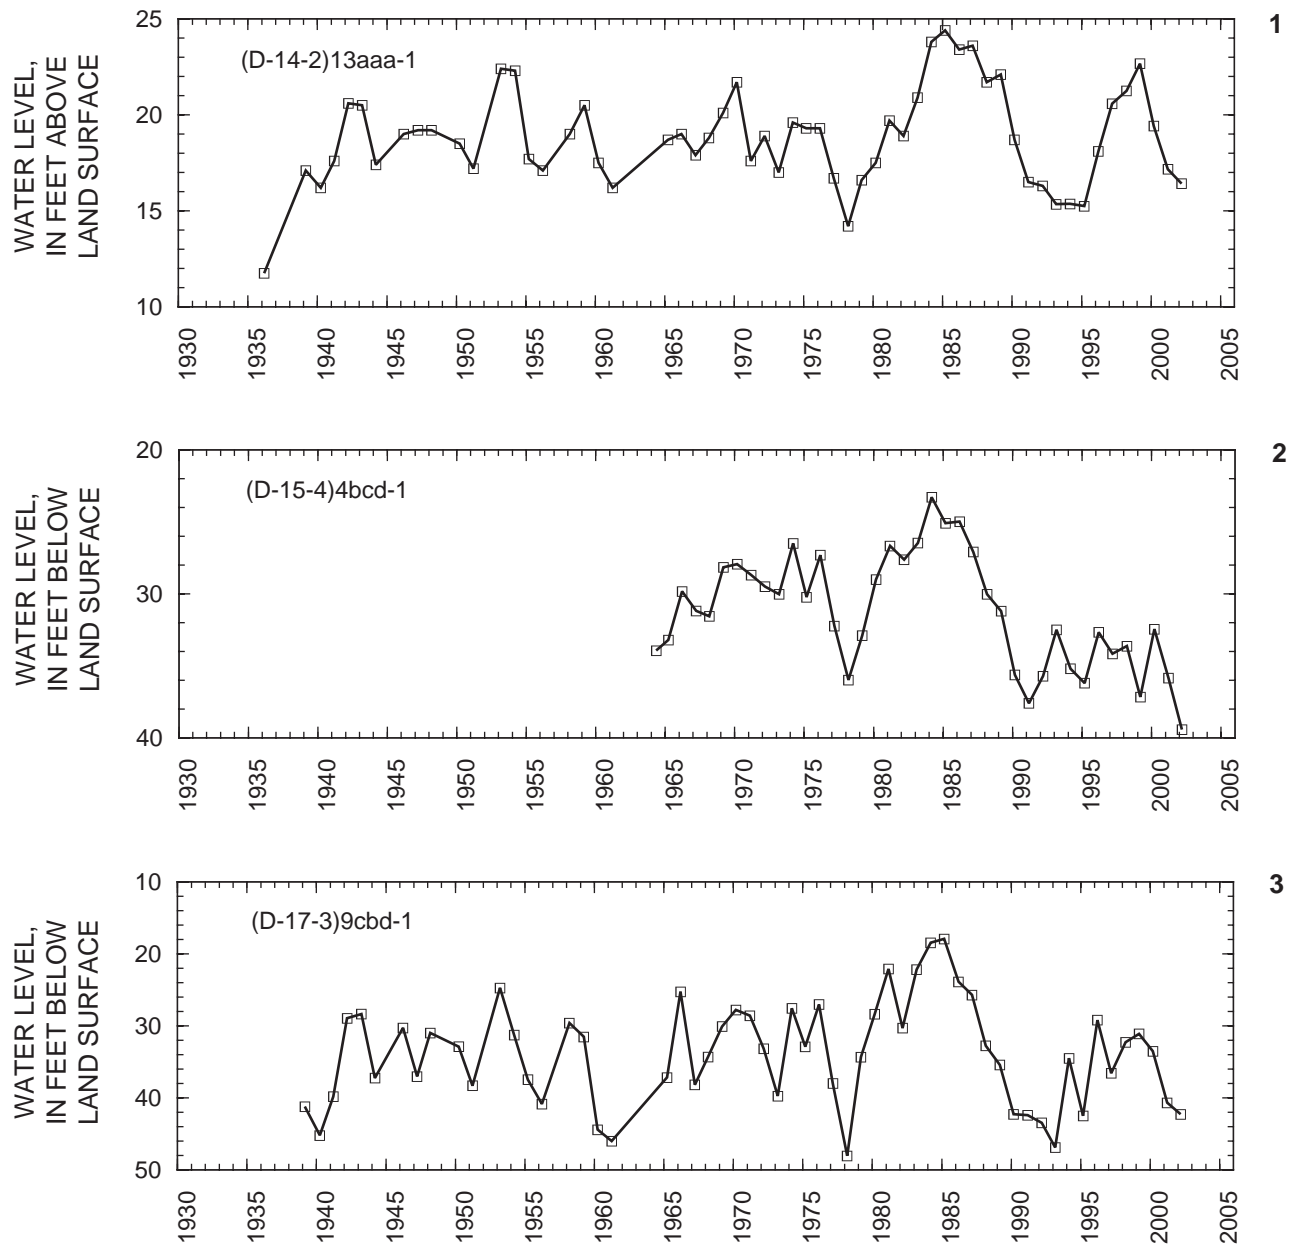 1
WATER LEVEL,
IN FEET ABOVE
LAND SURFACE
(D-14-2)13aaa-1
25
20
15
10
1930 1935 1940 1945 1950 1955 1960 1965 1970 1975 1980 1985 1990 1995 2000 2005
2
WATER LEVEL,
IN FEET BELOW
LAND SURFACE
(D-15-4)4bcd-1
20
30
40
1930 1935 1940 1945 1950 1955 1960 1965 1970 1975 1980 1985 1990 1995 2000 2005
3
WATER LEVEL,
IN FEET BELOW
LAND SURFACE
(D-17-3)9cbd-1
10
20
30
40
50
1930 1935 1940 1945 1950 1955 1960 1965 1970 1975 1980 1985 1990 1995 2000 2005